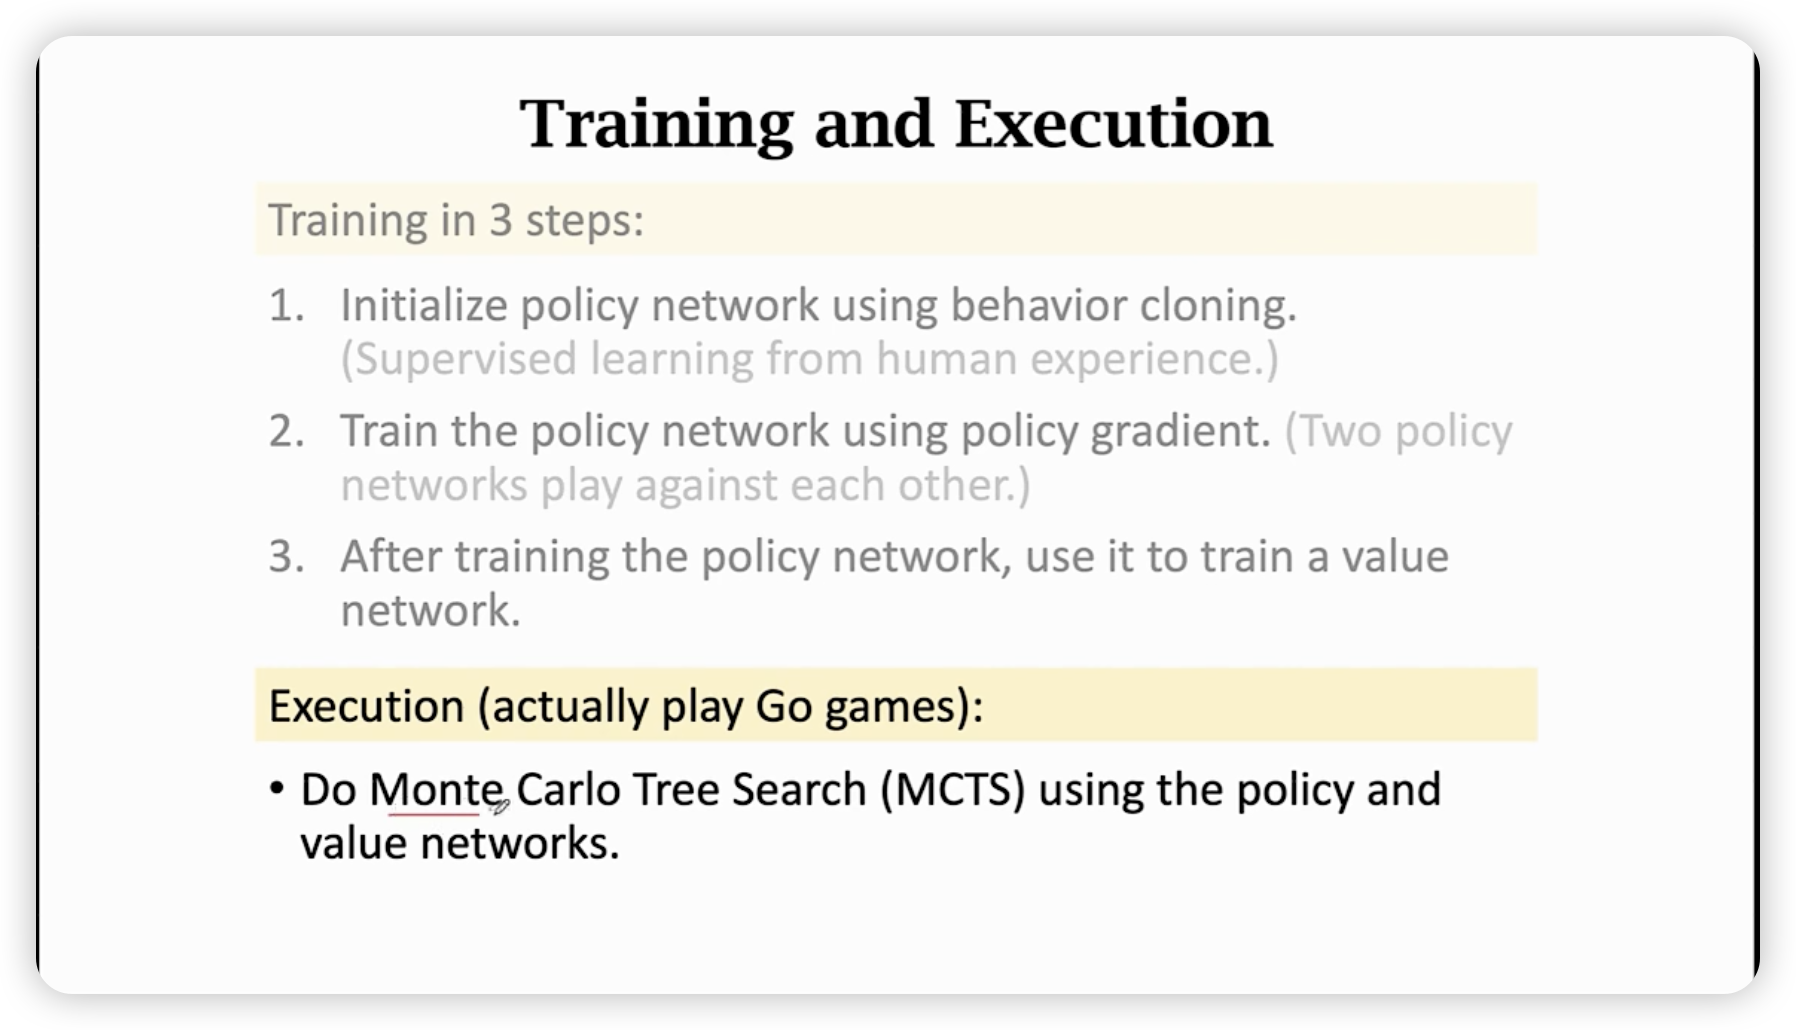 Training and Execution
Training in 3 steps:
1. Initialize policy network using behavior cloning.
(Supervised learning from human experience.)
2. Train the policy network using policy gradient. (Two policy
networks play against each other.)
3. After training the policy network, use it to train a value
network.
Execution (actually play Go games):
• Do Monte Carlo Tree Search (MCTS) using the policy and
value networks.